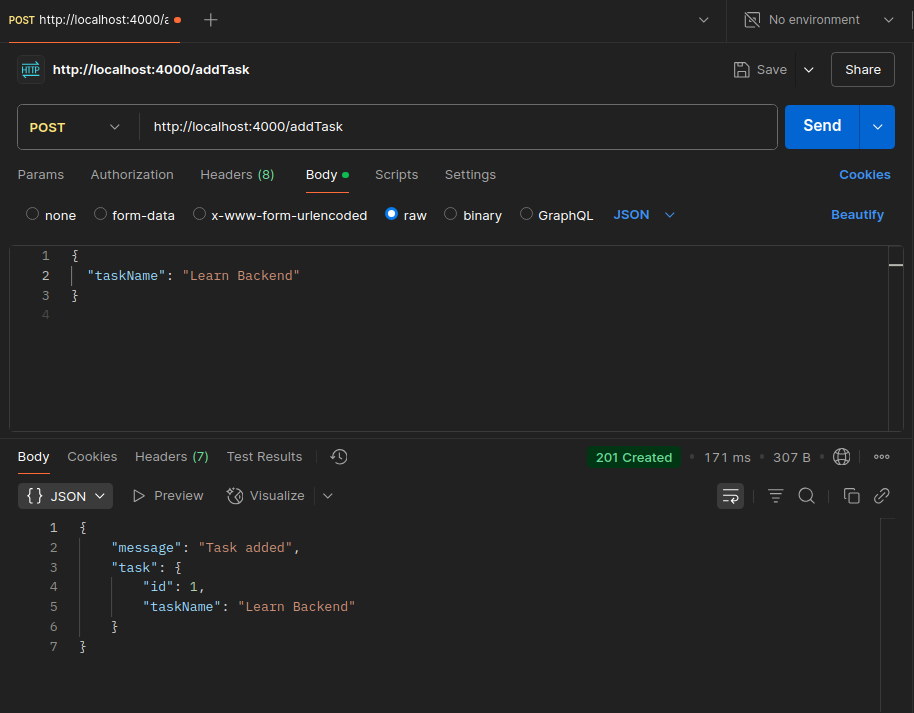 POST http://localhost:4000/a
No environment
HTTP http://localhost:4000/addTask
Save
Share
POST
http://localhost:4000/addTask
Send
Params Authorization Headers (8) Body Scripts Settings Cookies
none form-data x-www-form-urlencoded raw binary GraphQL JSON Beautify
1 {
2 "taskName": "Learn Backend"
3 }
4
Body Cookies Headers (7) Test Results 201 Created • 171 ms • 307 B
{} JSON Preview Visualize
1 {
2 "message": "Task added",
3 "task": {
4 "id": 1,
5 "taskName": "Learn Backend"
6 }
7 }